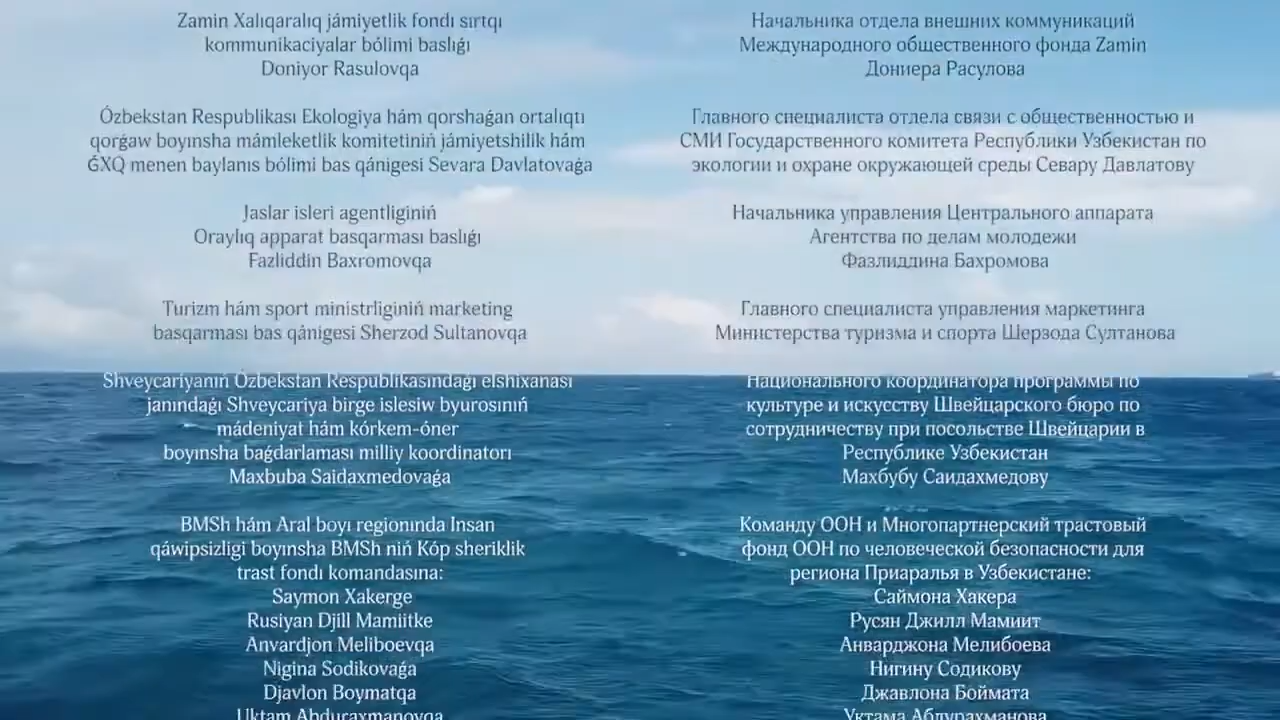 Zamin Xalıqaralıq jámiyetlik fondı sırtqı
kommunikaciyalar bólimi baslıǵı
Doniyor Rasulovqa
Ózbekstan Respublikası Ekologiya hám qorshaǵan ortalıqtı
qorǵaw boyınsha mámleketlik komitetiniń jámiyetshilik hám
ǴXQ menen baylanıs bólimi bas qánigesi Sevara Davlatovaǵa
Jaslar isleri agentliginiń
Oraylıq apparat basqarması baslıǵı
Fazliddin Baxromovqa
Turizm hám sport ministrliginiń marketing
basqarması bas qánigesi Sherzod Sultanovqa
Shveycariyanıń Ózbekstan Respublikasındaǵı elshixanası
janındaǵı Shveycariya birge islesiw byurosınıń
mádeniyat hám kórkem-óner
boyınsha baǵdarlaması milliy koordinatorı
Maxbuba Saidaxmedovaǵa
BMSh hám Aral boyı regionında Insan
qáwipsizligi boyınsha BMSh niń Kóp sheriklik
trast fondı komandasına:
Saymon Xakerge
Rusiyan Djill Mamiitke
Anvardjon Meliboevqa
Nigina Sodikovaǵa
Djavlon Boymatqa
Uktam Abduraxmanovqa
Начальника отдела внешних коммуникаций
Международного общественного фонда Zamin
Дониера Расулова
Главного специалиста отдела связи с общественностью и
СМИ Государственного комитета Республики Узбекистан по
экологии и охране окружающей среды Севару Давлатову
Начальника управления Центрального аппарата
Агентства по делам молодежи
Фазлиддина Бахромова
Главного специалиста управления маркетинга
Министерства туризма и спорта Шерзода Султанова
Национального координатора программы по
культуре и искусству Швейцарского бюро по
сотрудничеству при посольстве Швейцарии в
Республике Узбекистан
Махбубу Саидахмедову
Команду ООН и Многопартнерский трастовый
фонд ООН по человеческой безопасности для
региона Приаралья в Узбекистане:
Саймона Хакера
Русян Джилл Мамиит
Анварджона Мелибоева
Нигину Содикову
Джавлона Боймата
Уктама Абдурахманова